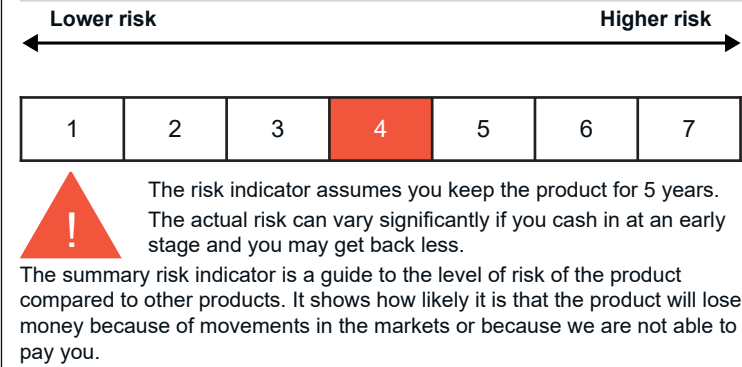 Lower risk Higher risk
1 2 3 4 5 6 7
The risk indicator assumes you keep the product for 5 years.
!
The actual risk can vary significantly if you cash in at an early
stage and you may get back less.
The summary risk indicator is a guide to the level of risk of the product
compared to other products. It shows how likely it is that the product will lose
money because of movements in the markets or because we are not able to
pay you.